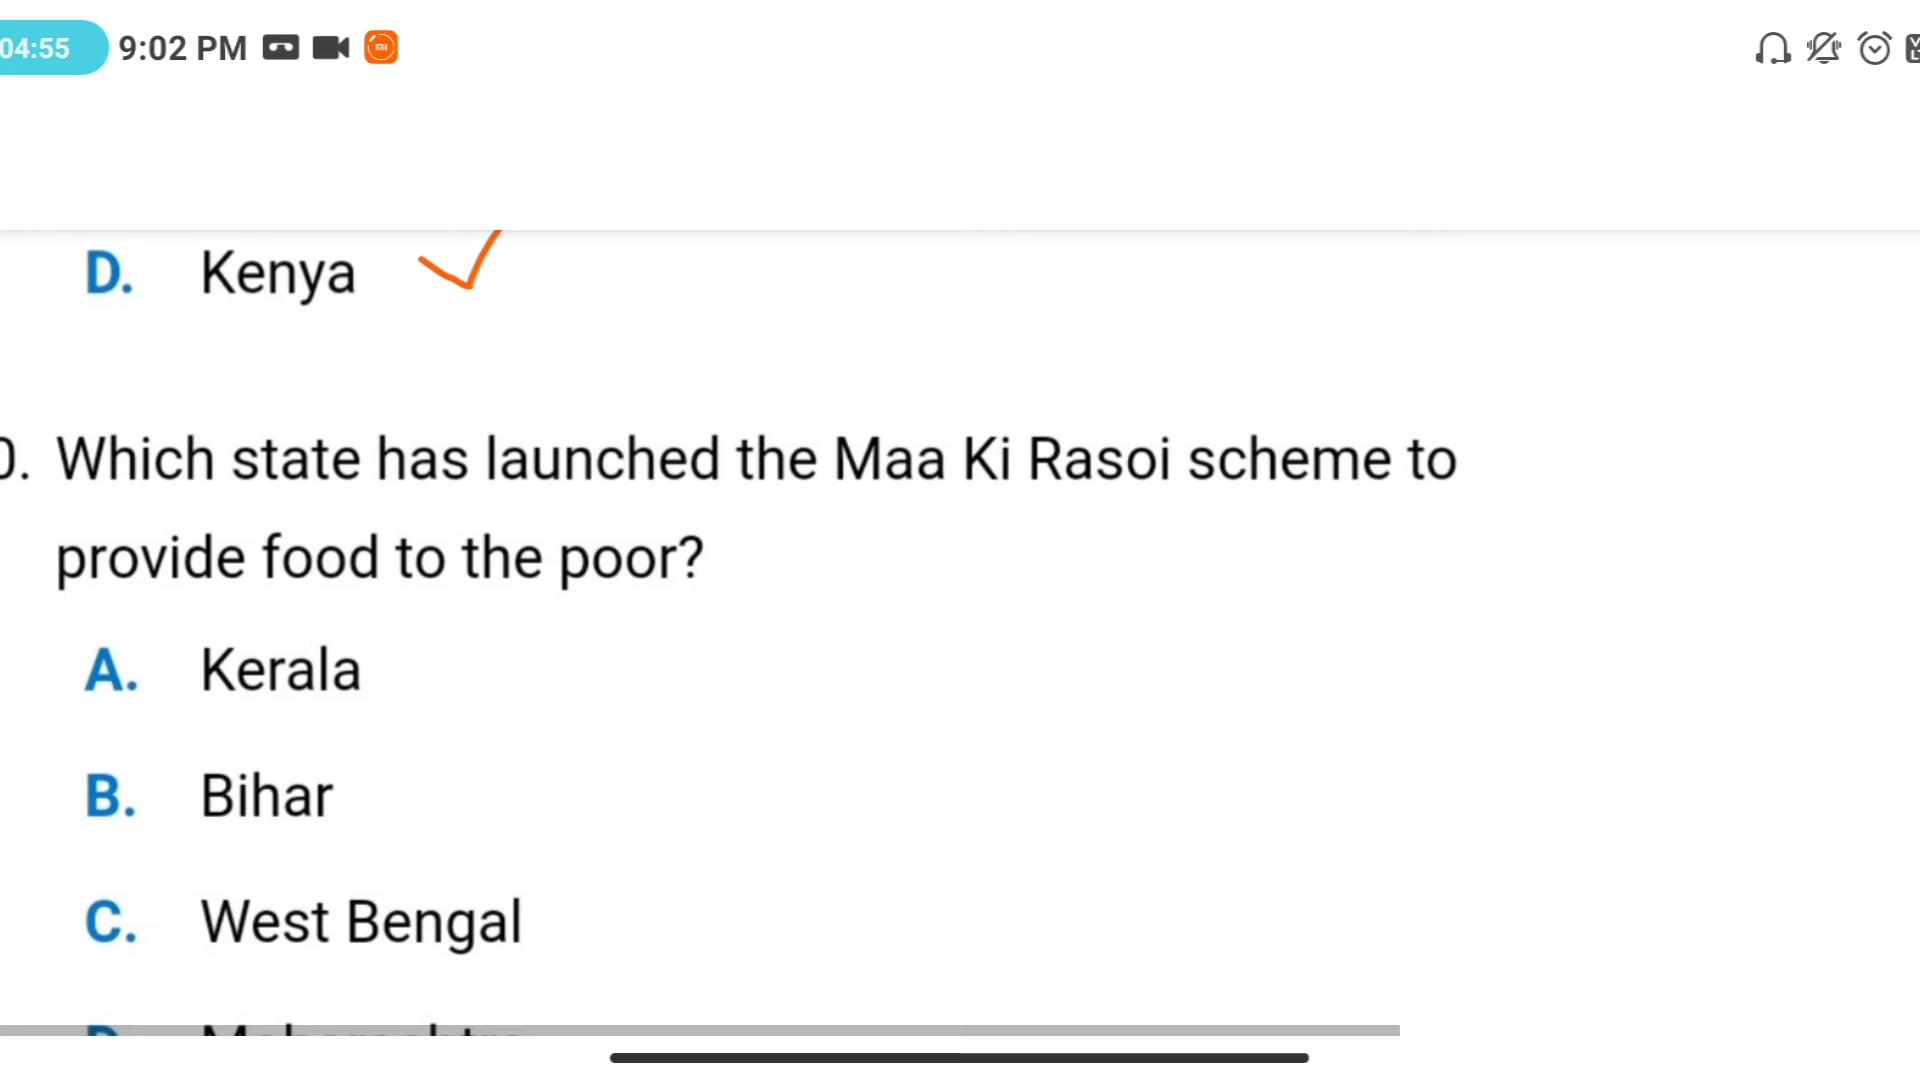 04:55 9:02 PM
D. Kenya
0. Which state has launched the Maa Ki Rasoi scheme to
provide food to the poor?
A. Kerala
B. Bihar
C. West Bengal
D. Maharashtra